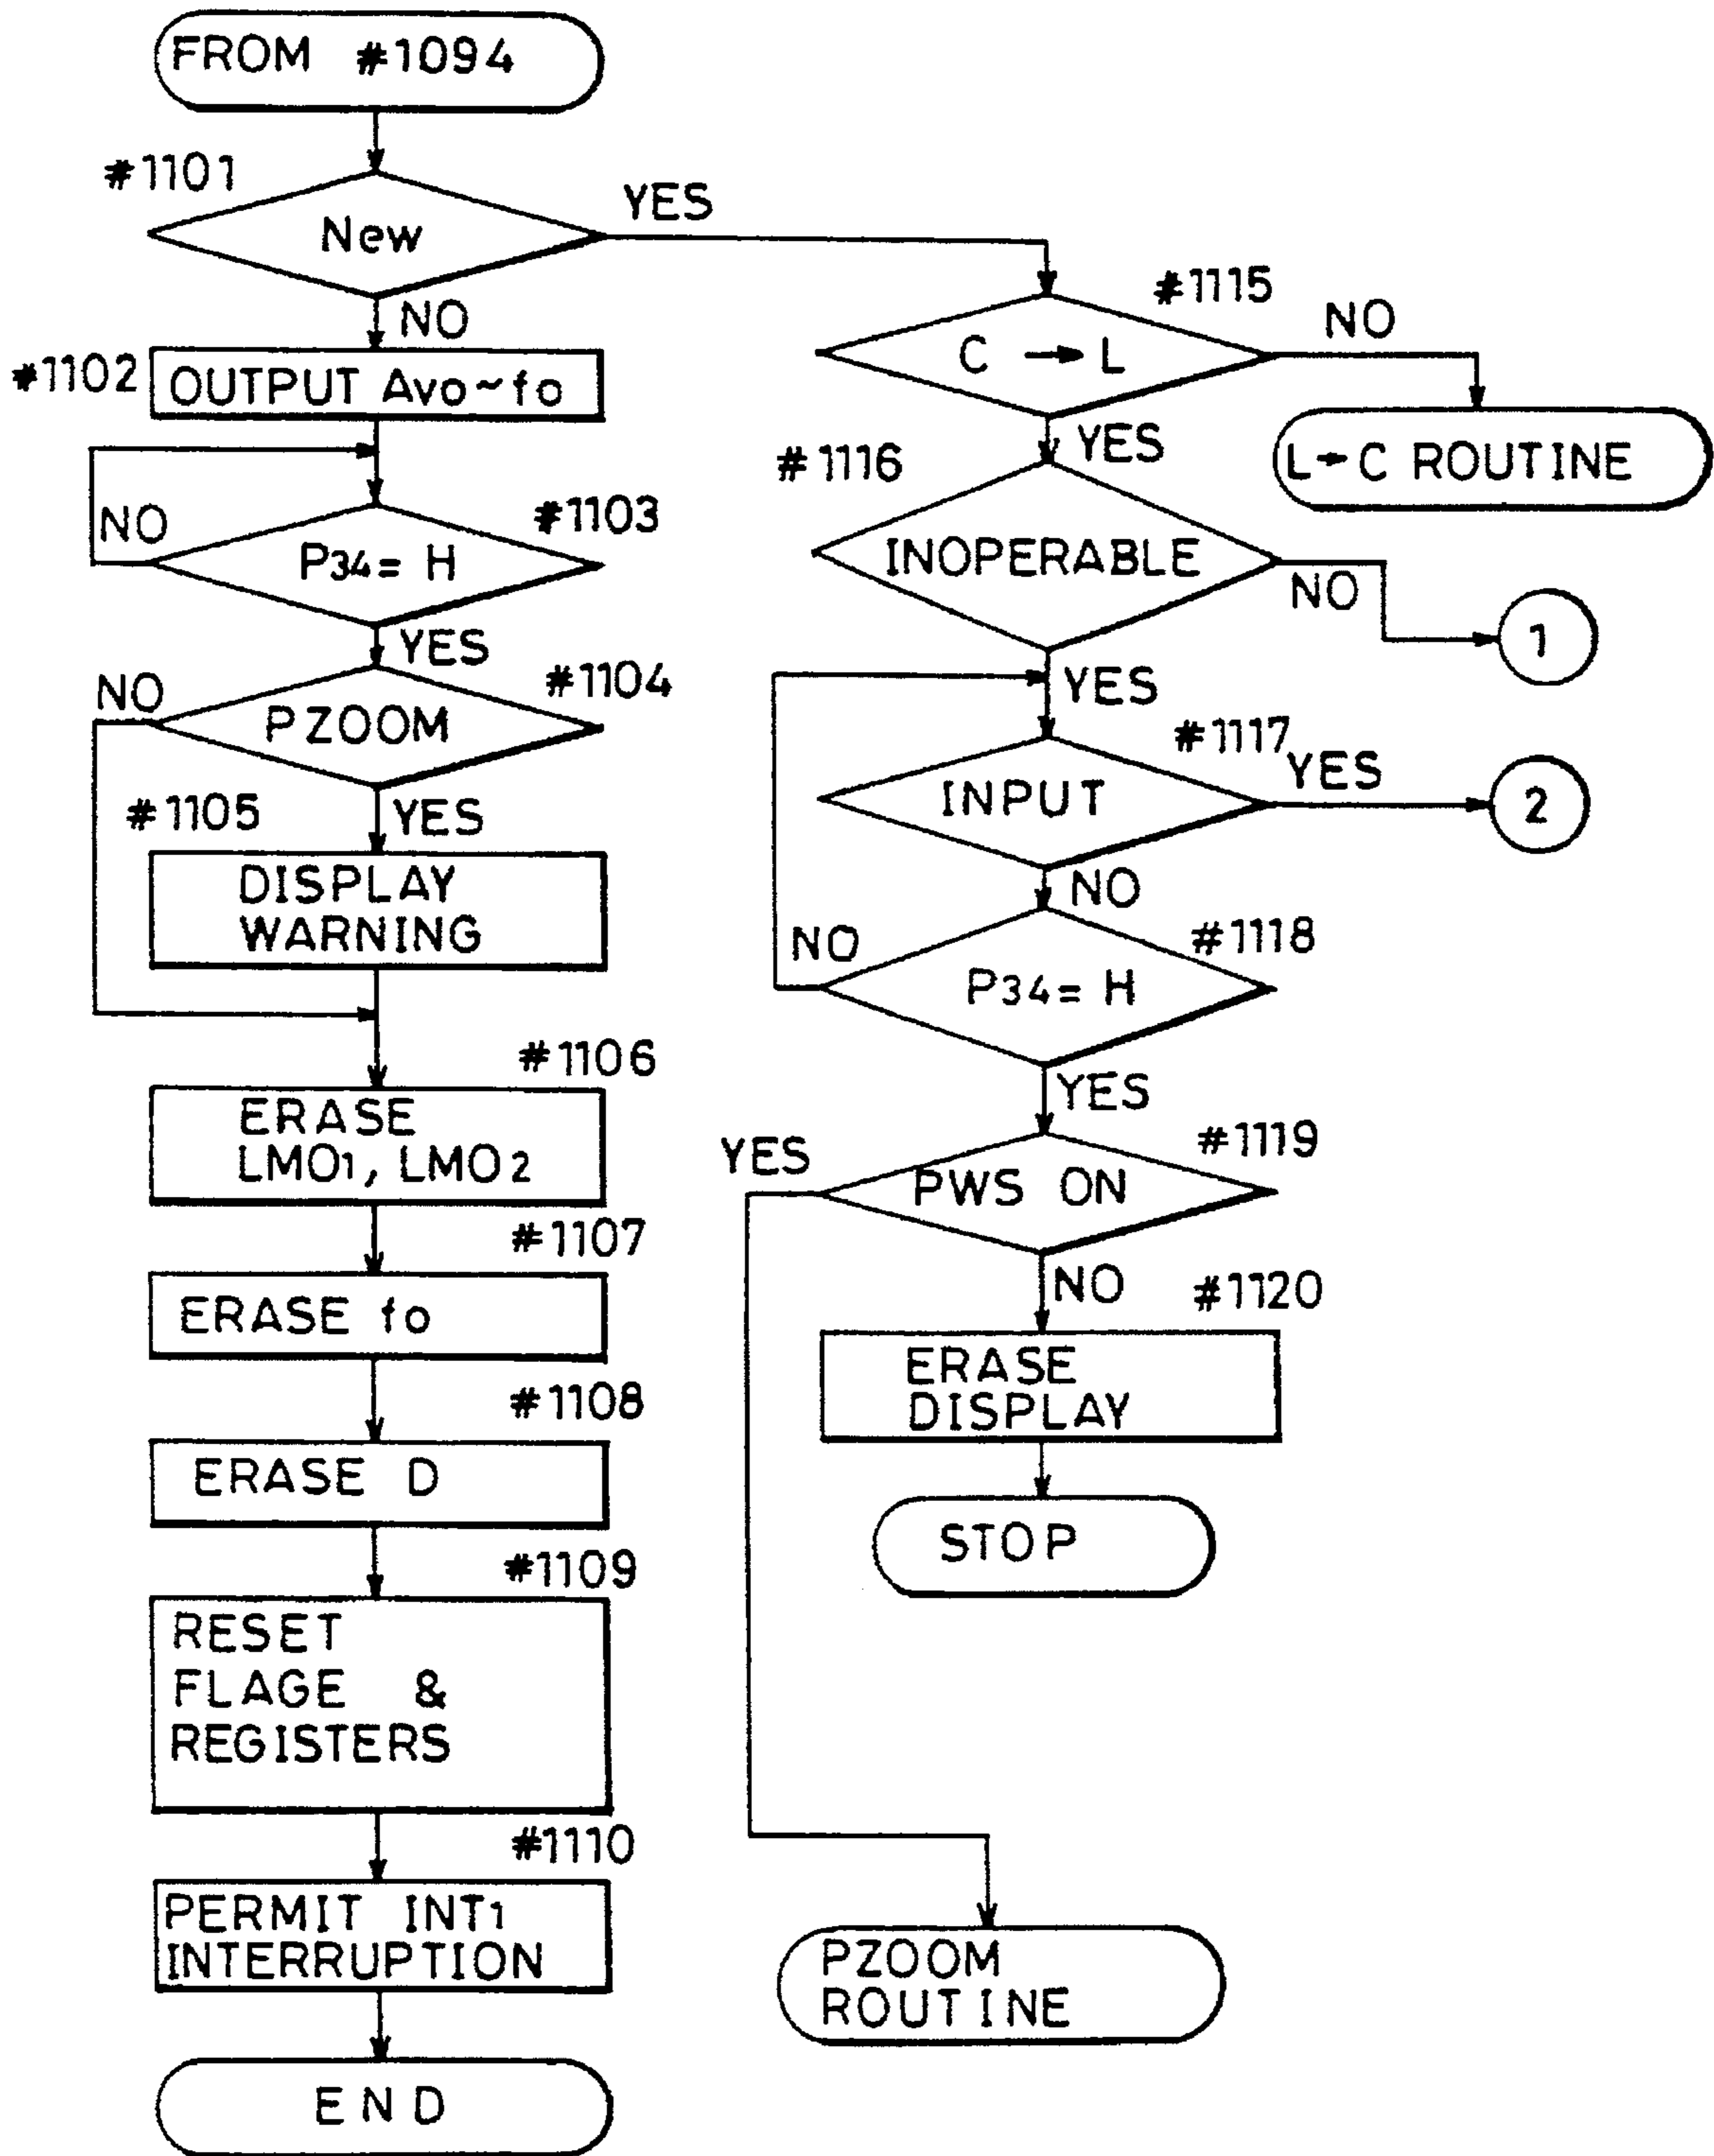 FROM #1094
#1101
New
YES
NO
#1102
OUTPUT Avo~fo
NO
#1103
P34= H
YES
NO
#1104
PZOOM
#1105
YES
DISPLAY
WARNING
#1106
ERASE
LMO1, LMO2
#1107
ERASE fo
#1108
ERASE D
#1109
RESET
FLAGE &
REGISTERS
#1110
PERMIT INT1
INTERRUPTION
END
#1115
C → L
NO
L→C ROUTINE
YES
#1116
INOPERABLE
NO
1
YES
#1117
INPUT
YES
2
NO
#1118
NO
P34= H
YES
#1119
YES
PWS ON
NO
#1120
ERASE
DISPLAY
STOP
PZOOM
ROUTINE